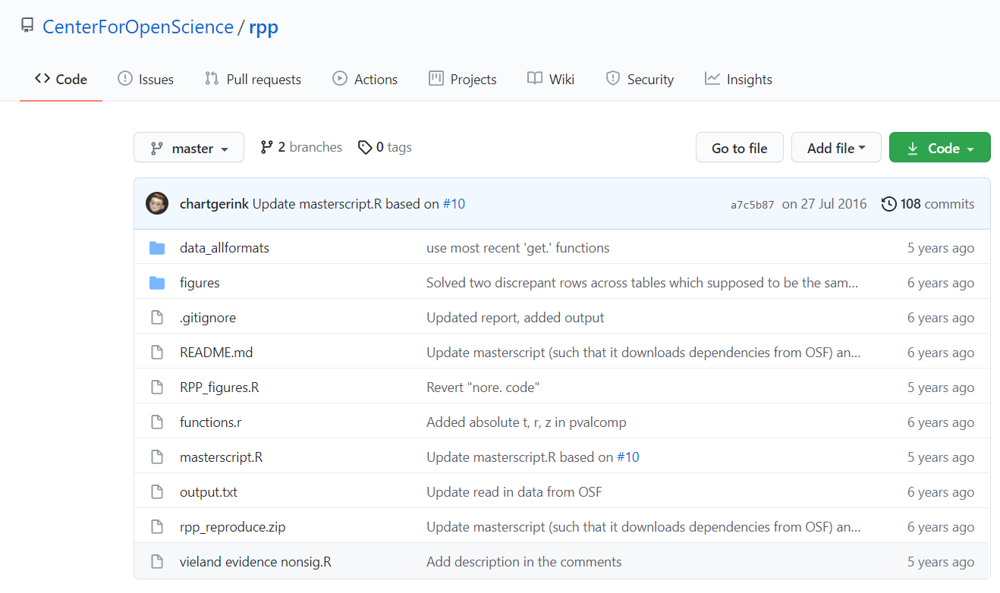 CenterForOpenScience / rpp
Code Issues Pull requests Actions Projects Wiki Security Insights
master 2 branches 0 tags Go to file Add file Code
chartgerink Update masterscript.R based on #10 a7c5b87 on 27 Jul 2016 108 commits
data_allformats use most recent 'get.' functions 5 years ago
figures Solved two discrepant rows across tables which supposed to be the sam... 6 years ago
.gitignore Updated report, added output 6 years ago
README.md Update masterscript (such that it downloads dependencies from OSF) an... 6 years ago
RPP_figures.R Revert "nore. code" 5 years ago
functions.r Added absolute t, r, z in pvalcomp 6 years ago
masterscript.R Update masterscript.R based on #10 5 years ago
output.txt Update read in data from OSF 6 years ago
rpp_reproduce.zip Update masterscript (such that it downloads dependencies from OSF) an... 6 years ago
vieland evidence nonsig.R Add description in the comments 5 years ago